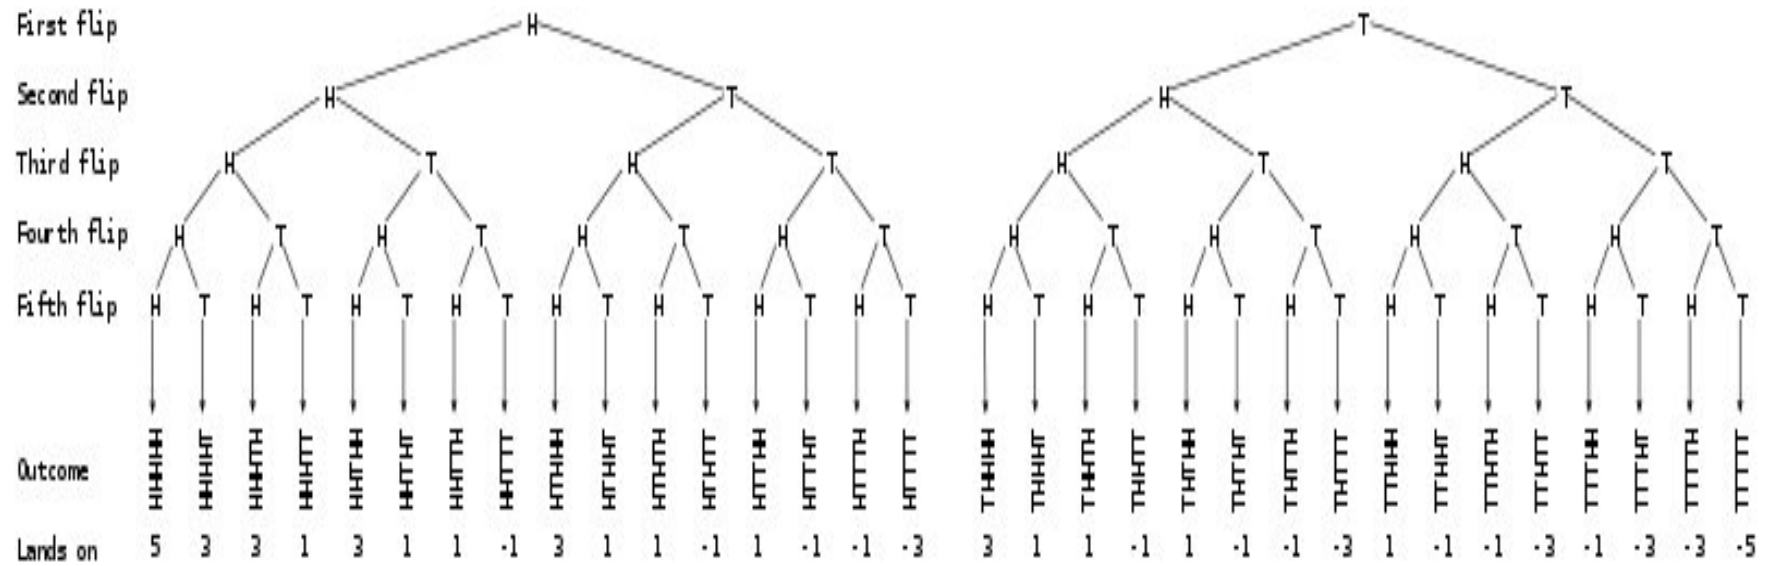 First flip H T
Second flip H T H T
Third flip H T H T H T H T
Fourth flip H T H T H T H T H T H T H T H T
Fifth flip H T H T H T H T H T H T H T H T H T H T H T H T H T H T H T H T
Outcome HHHHH HHHHT HHHTH HHHTT HHTHH HHTHT HHTTH HHTTT HTHHH HTHHT HTHTH HTHTT HTTHH HTTHT HTTTH HTTTT THHHH THHHT THHTH THHTT THTHH THTHT THTTH THTTT TTHHH TTHHT TTHTH TTHTT TTTHH TTTHT TTTTH TTTTT
Lands on 5 3 3 1 3 1 1 -1 3 1 1 -1 1 -1 -1 -3 3 1 1 -1 1 -1 -1 -3 1 -1 -1 -3 -1 -3 -3 -5